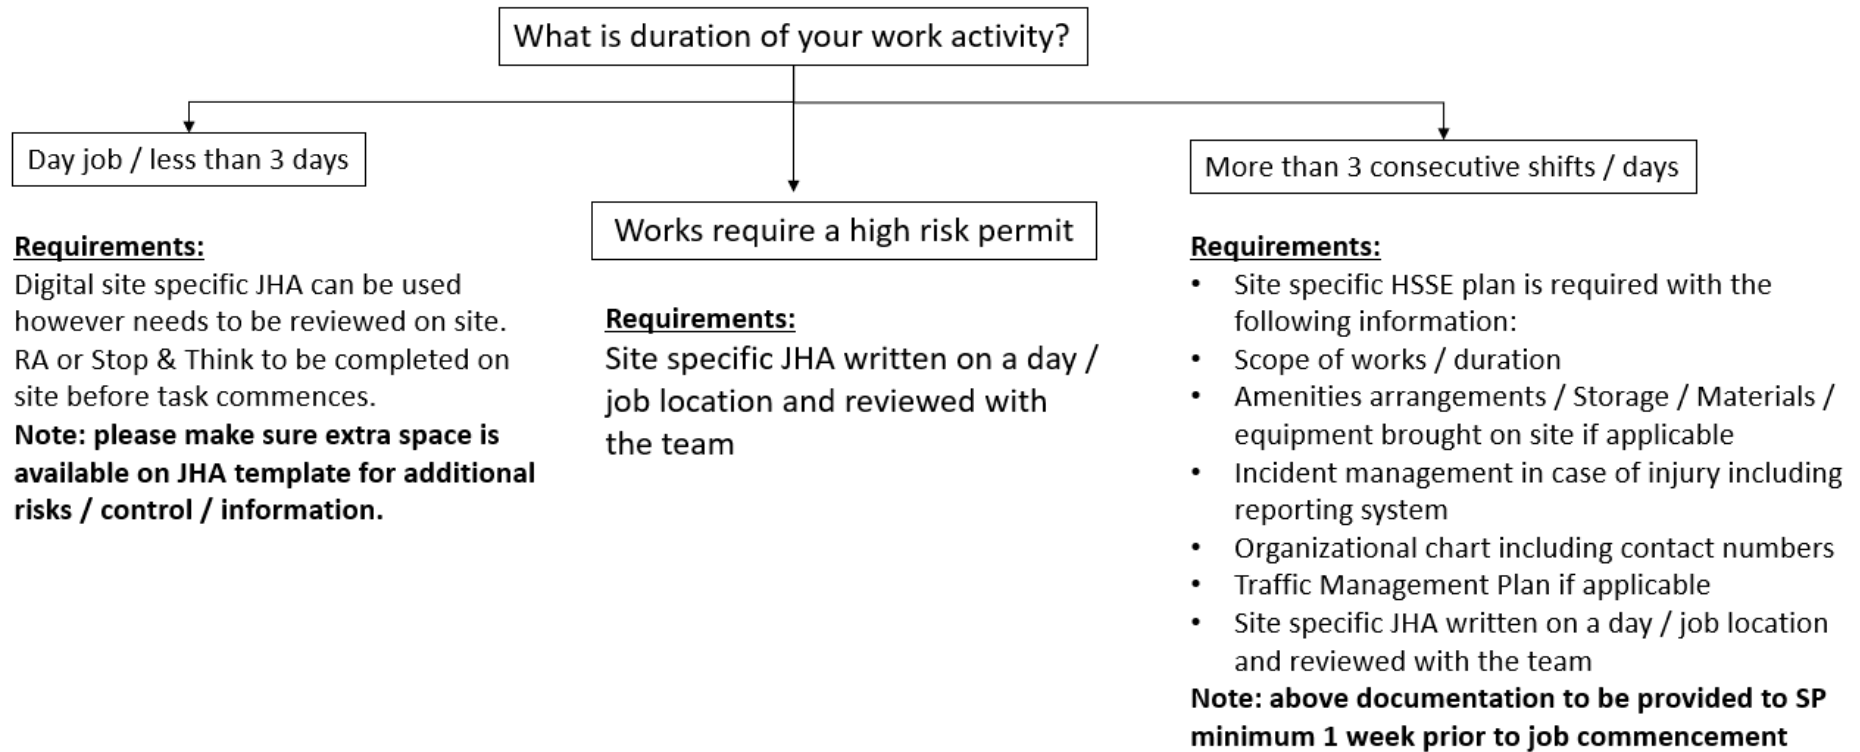 What is duration of your work activity?
Day job / less than 3 days
Requirements:
Digital site specific JHA can be used
however needs to be reviewed on site.
RA or Stop & Think to be completed on
site before task commences.
Note: please make sure extra space is
available on JHA template for additional
risks / control / information.
Works require a high risk permit
Requirements:
Site specific JHA written on a day /
job location and reviewed with
the team
More than 3 consecutive shifts / days
Requirements:
• Site specific HSSE plan is required with the
following information:
• Scope of works / duration
• Amenities arrangements / Storage / Materials /
equipment brought on site if applicable
• Incident management in case of injury including
reporting system
• Organizational chart including contact numbers
• Traffic Management Plan if applicable
• Site specific JHA written on a day / job location
and reviewed with the team
Note: above documentation to be provided to SP
minimum 1 week prior to job commencement